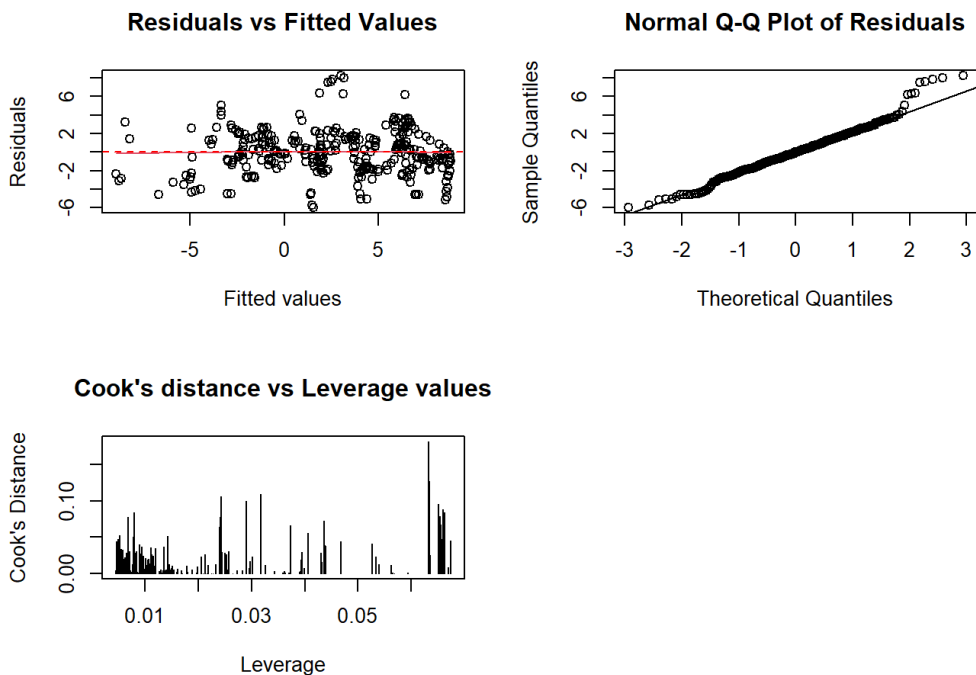 Residuals vs Fitted Values
Residuals
6
2
-2
-6
-5
0
5
Fitted values
Normal Q-Q Plot of Residuals
Sample Quantiles
6
2
-2
-6
-3
-2
-1
0
1
2
3
Theoretical Quantiles
Cook's distance vs Leverage values
Cook's Distance
0.10
0.00
0.01
0.03
0.05
Leverage